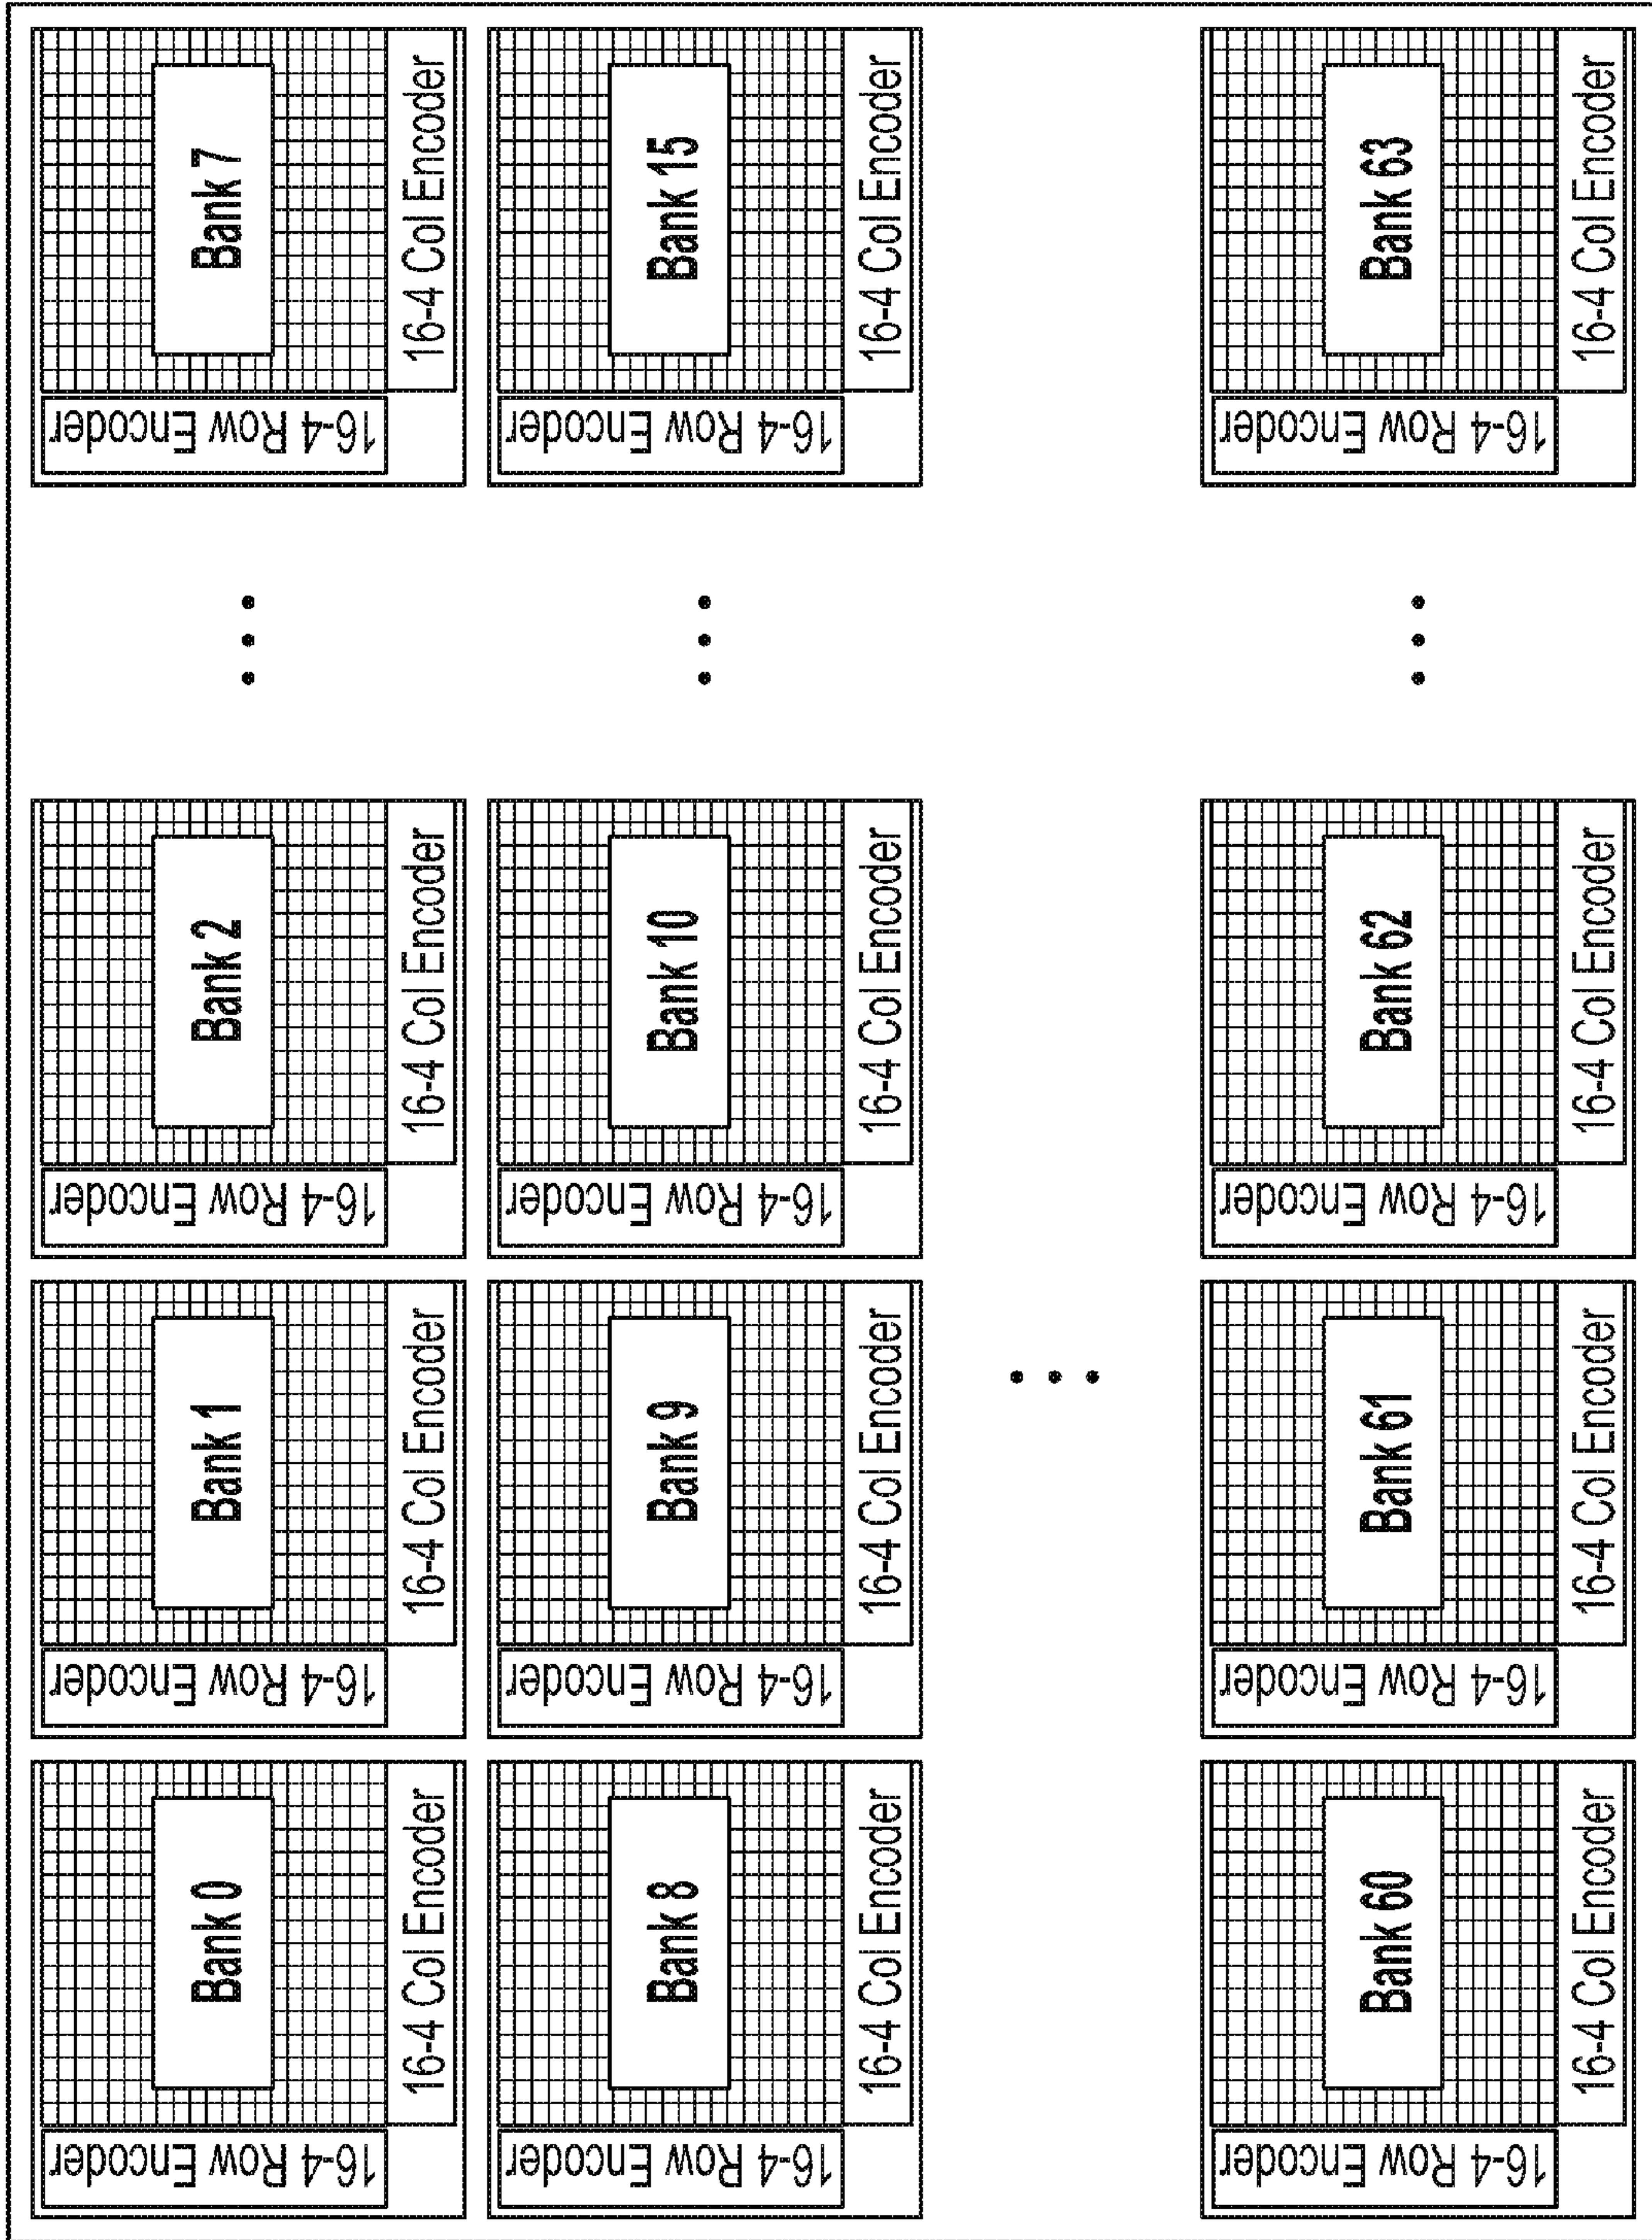 Bank 0
16-4 Row Encoder
16-4 Col Encoder
Bank 1
16-4 Row Encoder
16-4 Col Encoder
Bank 2
16-4 Row Encoder
16-4 Col Encoder
Bank 7
16-4 Row Encoder
16-4 Col Encoder
Bank 8
16-4 Row Encoder
16-4 Col Encoder
Bank 9
16-4 Row Encoder
16-4 Col Encoder
Bank 10
16-4 Row Encoder
16-4 Col Encoder
Bank 15
16-4 Row Encoder
16-4 Col Encoder
Bank 60
16-4 Row Encoder
16-4 Col Encoder
Bank 61
16-4 Row Encoder
16-4 Col Encoder
Bank 62
16-4 Row Encoder
16-4 Col Encoder
Bank 63
16-4 Row Encoder
16-4 Col Encoder